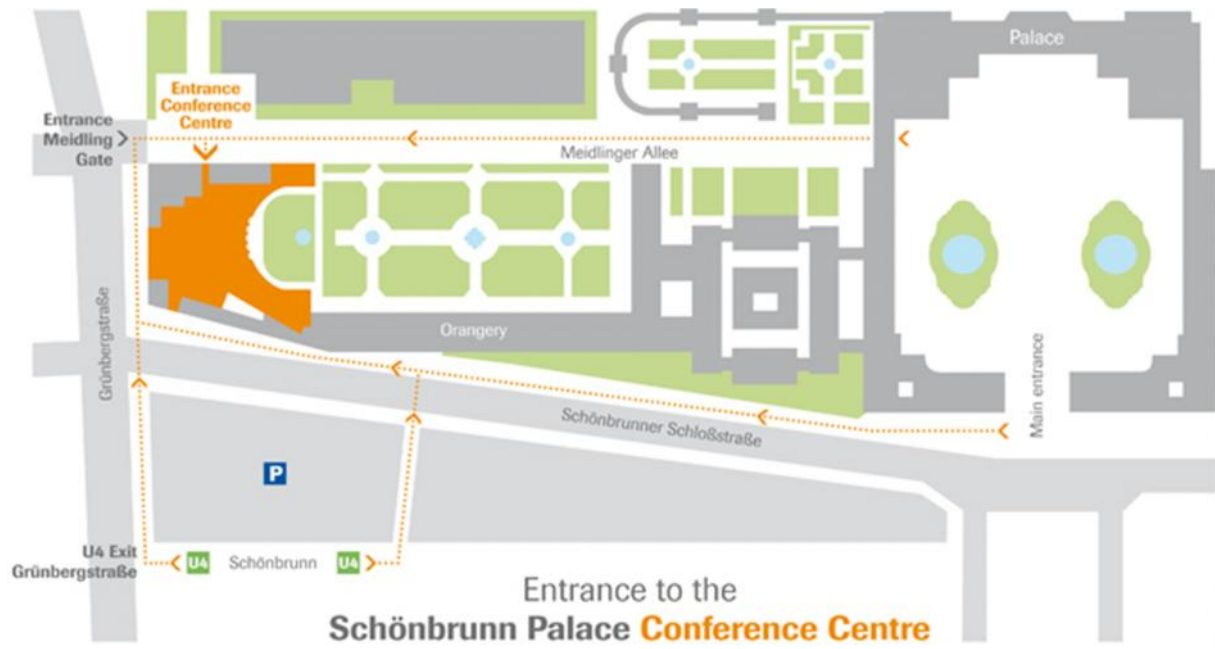 Palace
Entrance
Conference
Centre
Entrance
Meidling
Gate
Meidlinger Allee
Orangery
Grünbergstraße
Main entrance
Schönbrunner Schloßstraße
P
U4 Exit
Grünbergstraße
U4
Schönbrunn
U4
Entrance to the
Schönbrunn Palace Conference Centre